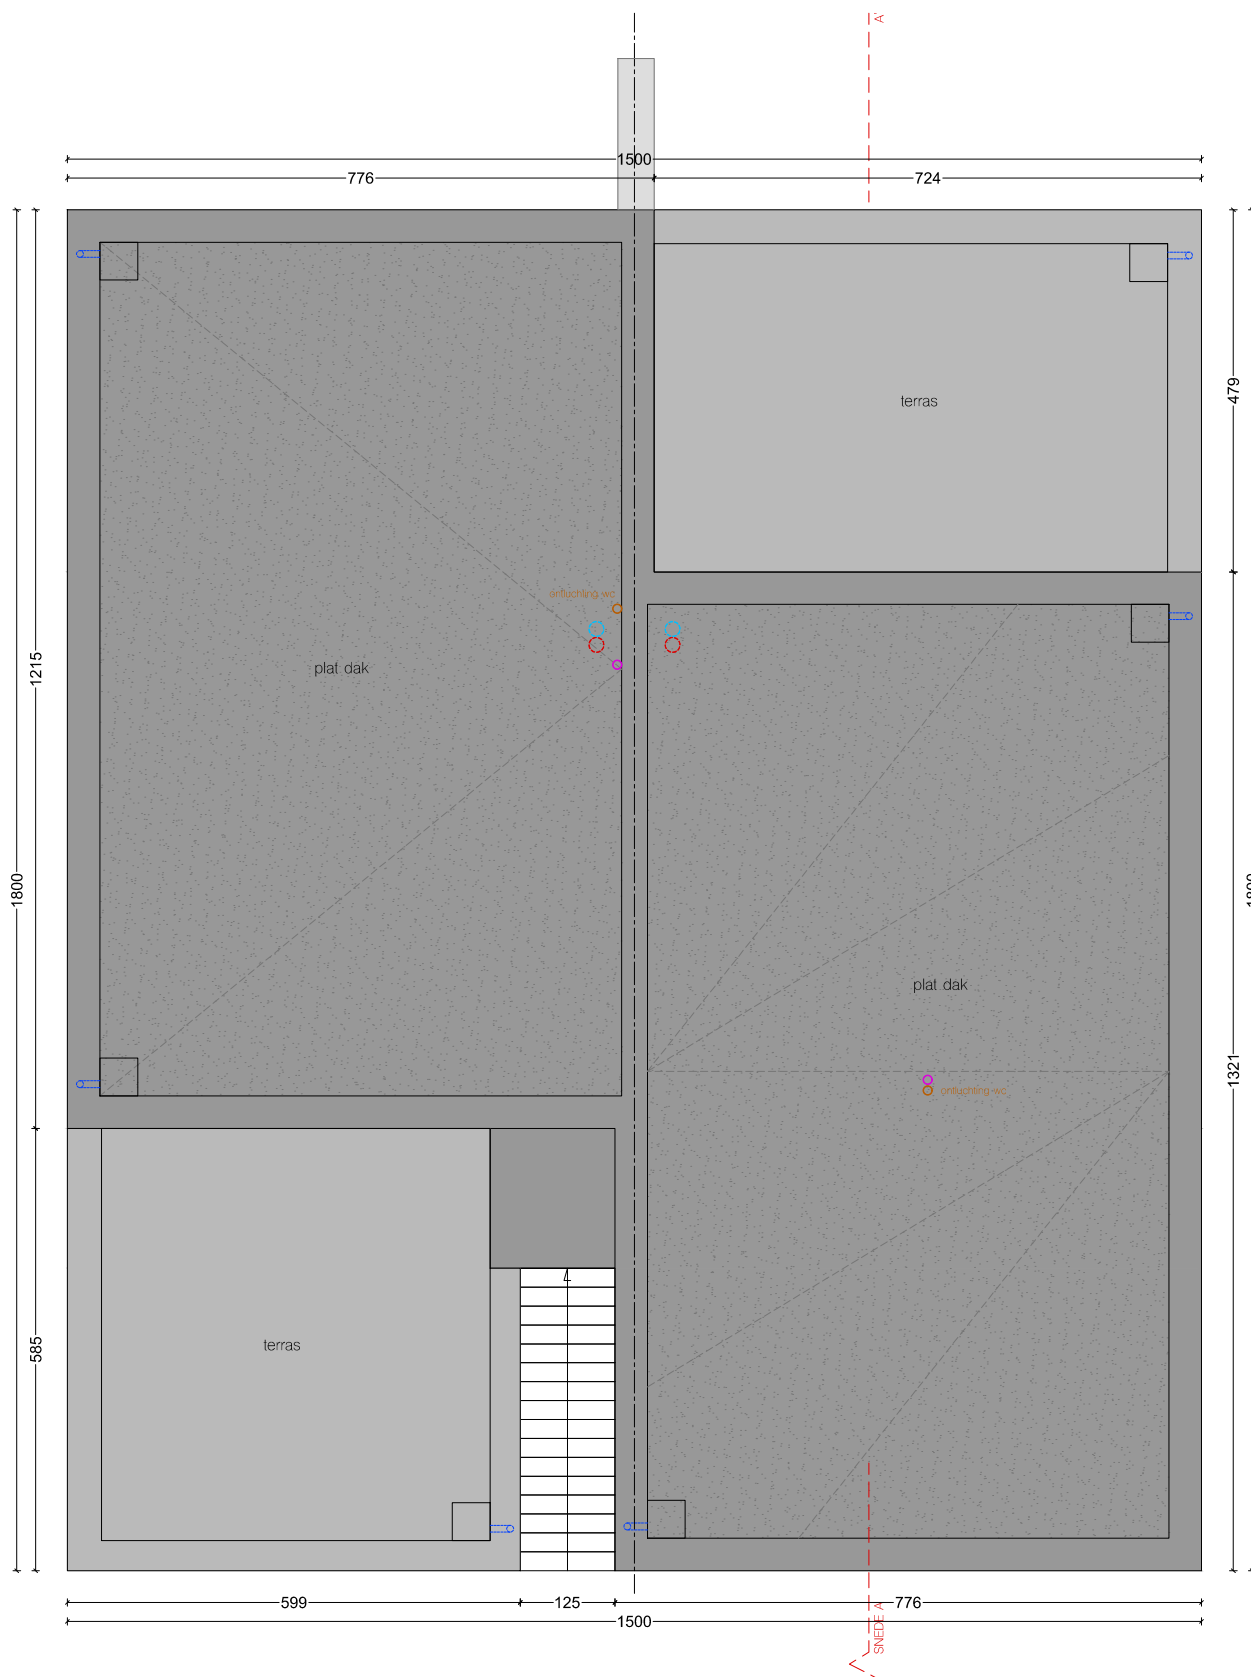 A'
1500
776
724
479
terras
ontluchting wc
1215
plat dak
1800
plat dak
1321
ontluchting wc
585
terras
599
125
776
1500
SNEDE A